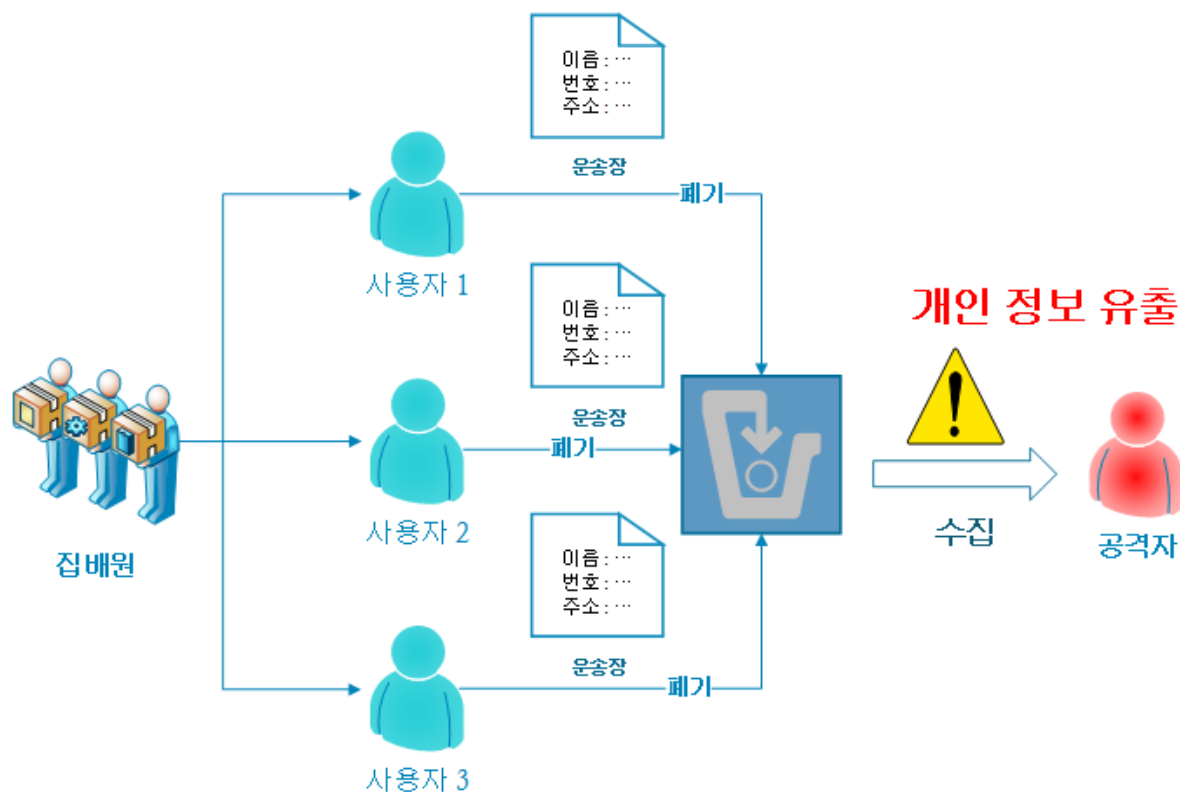 이름 : …
번호 : …
주소 : …
운송장
폐기
사용자 1
이름 : …
번호 : …
주소 : …
개인 정보 유출
운송장
폐기
사용자 2
수집
공격자
집배원
이름 : …
번호 : …
주소 : …
운송장
폐기
사용자 3